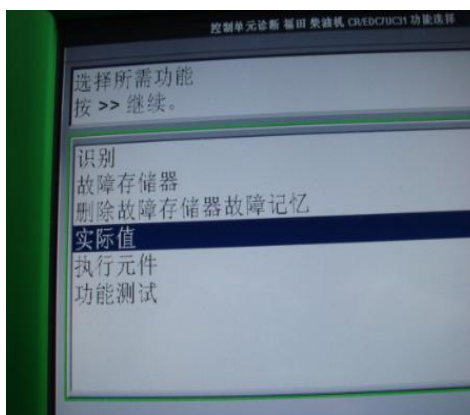 控制单元诊断 福田 柴油机 CR/EDC7UC31 功能选择
选择所需功能
按 >> 继续。
识别
故障存储器
删除故障存储器故障记忆
实际值
执行元件
功能测试